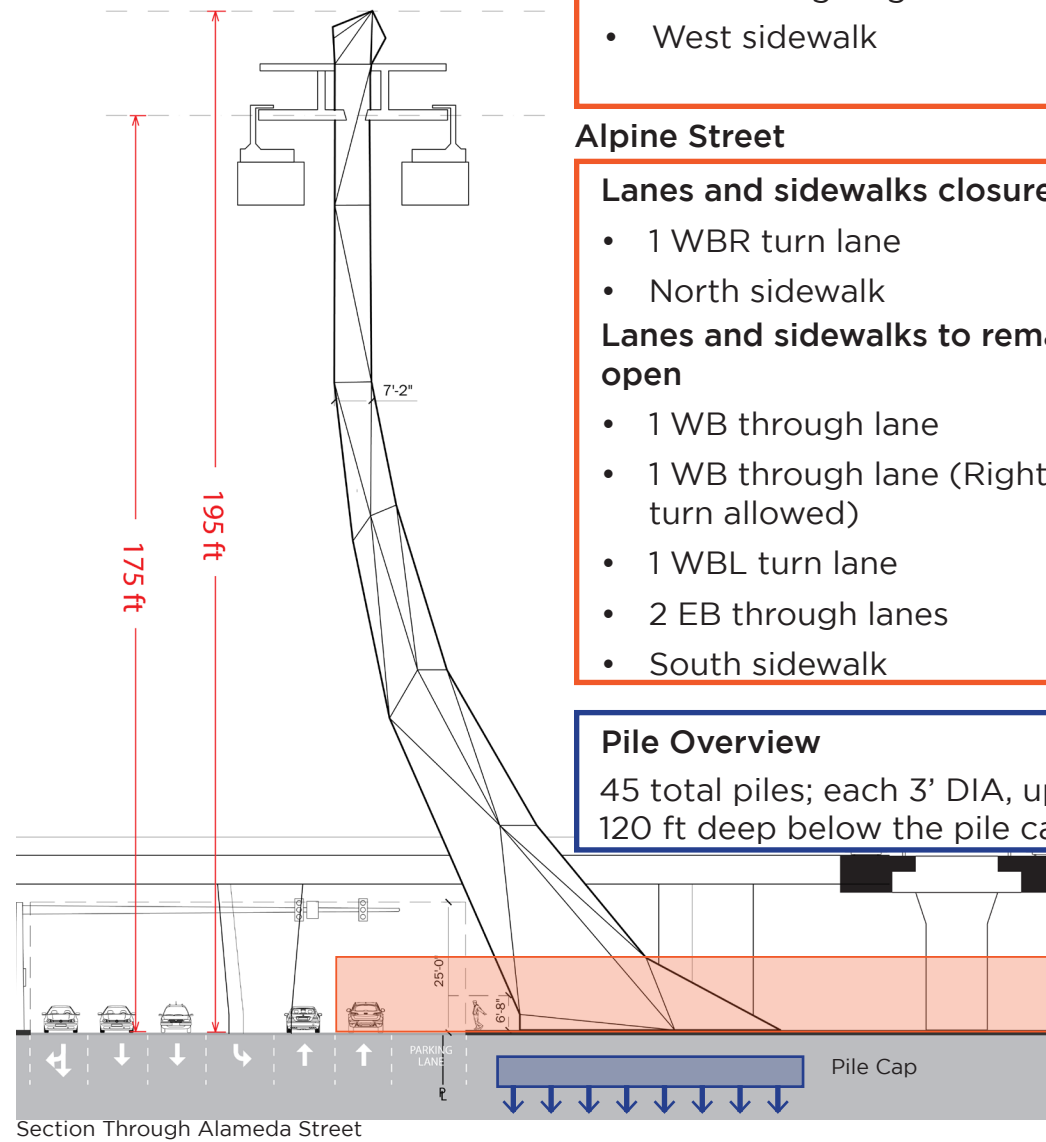 • West sidewalk
Alpine Street
Lanes and sidewalks closure
• 1 WBR turn lane
• North sidewalk
Lanes and sidewalks to rema
open
• 1 WB through lane
• 1 WB through lane (Right
turn allowed)
• 1 WBL turn lane
• 2 EB through lanes
• South sidewalk
Pile Overview
45 total piles; each 3’ DIA, up
120 ft deep below the pile ca
175 ft
195 ft
7'-2"
25'-0"
6'-8"
PARKING
LANE
Pile Cap
Section Through Alameda Street